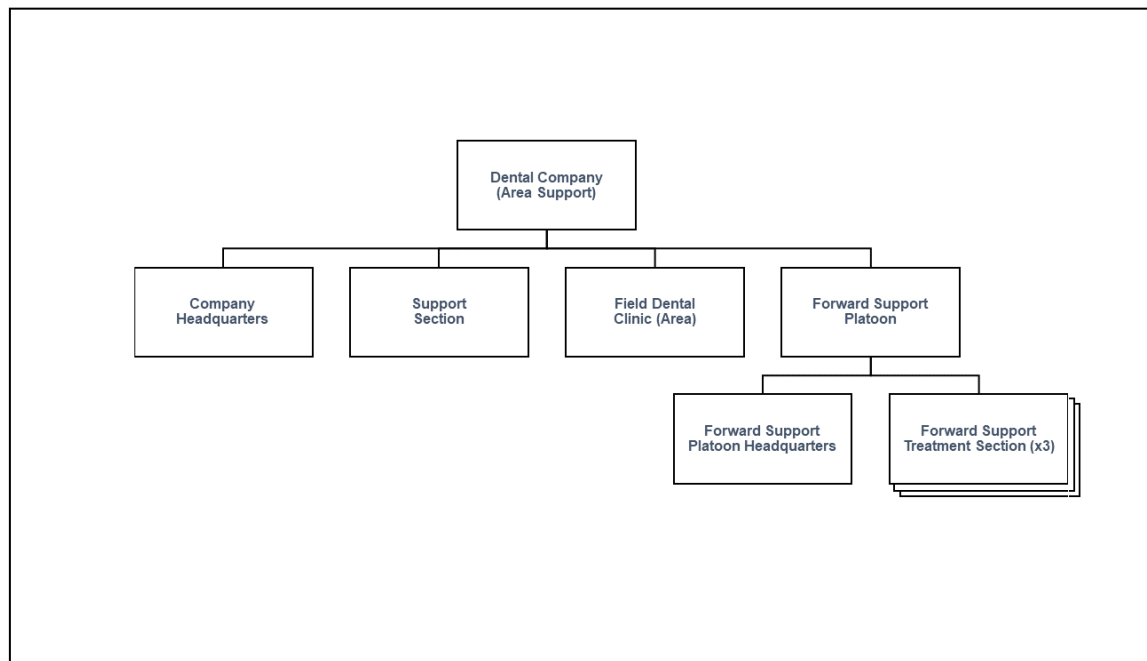 Dental Company
(Area Support)
Company
Headquarters
Support
Section
Field Dental
Clinic (Area)
Forward Support
Platoon
Forward Support
Platoon Headquarters
Forward Support
Treatment Section (x3)